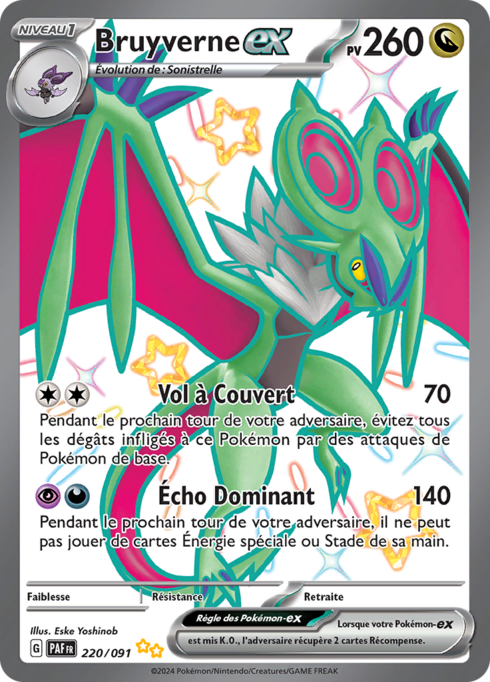 NIVEAU 1
Bruyverne ex
PV 260
Évolution de : Sonistrelle
Vol à Couvert 70
Pendant le prochain tour de votre adversaire, évitez tous
les dégâts infligés à ce Pokémon par des attaques de
Pokémon de base.
Écho Dominant 140
Pendant le prochain tour de votre adversaire, il ne peut
pas jouer de cartes Énergie spéciale ou Stade de sa main.
Faiblesse Résistance Retraite
Illus. Eske Yoshinob
Règle des Pokémon-ex
Lorsque votre Pokémon-ex
est mis K.O., l'adversaire récupère 2 cartes Récompense.
G PAF FR 220/091
©2024 Pokémon/Nintendo/Creatures/GAME FREAK